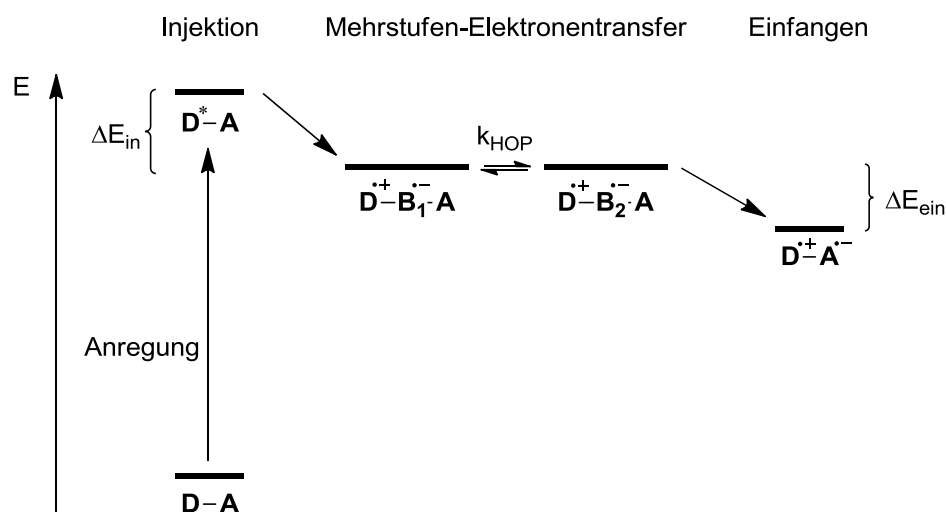 Injektion Mehrstufen-Elektronentransfer Einfangen
E
ΔE_in
D*–A
k_HOP
D•+–B1•–-A
D•+–B2•–-A
ΔE_ein
D•+–A•–
Anregung
D–A